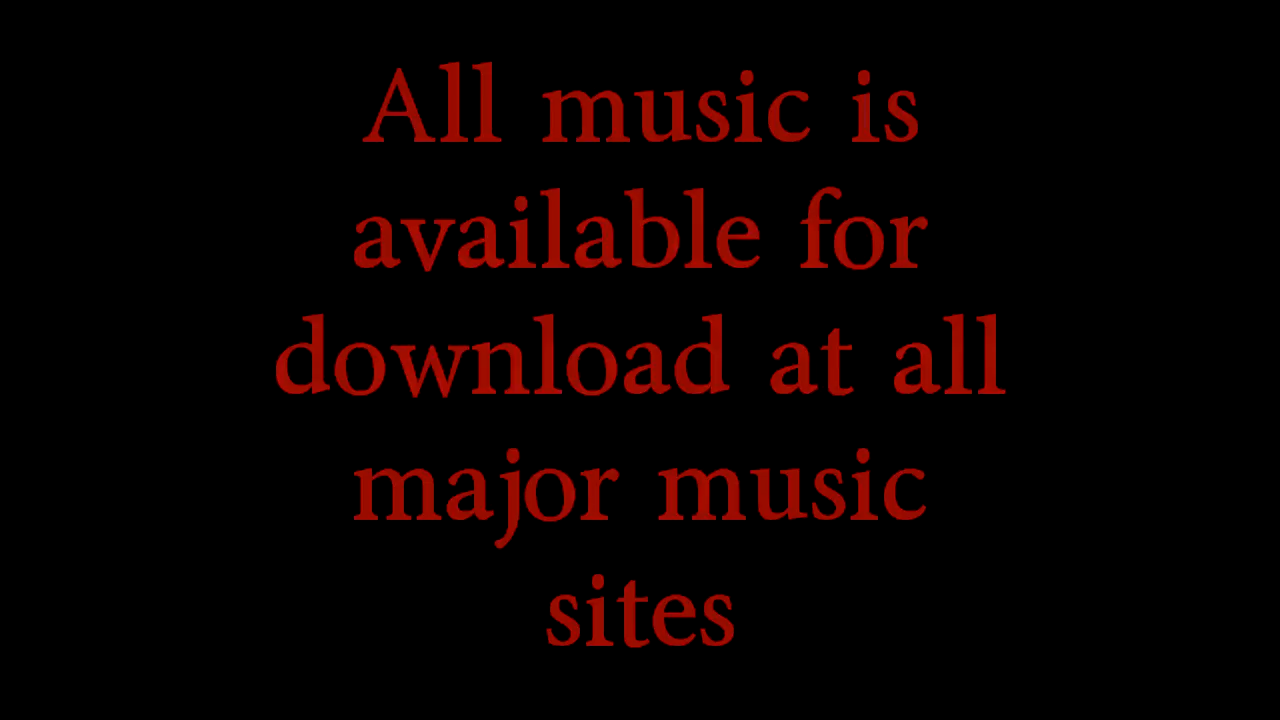 All music is
available for
download at all
major music
sites